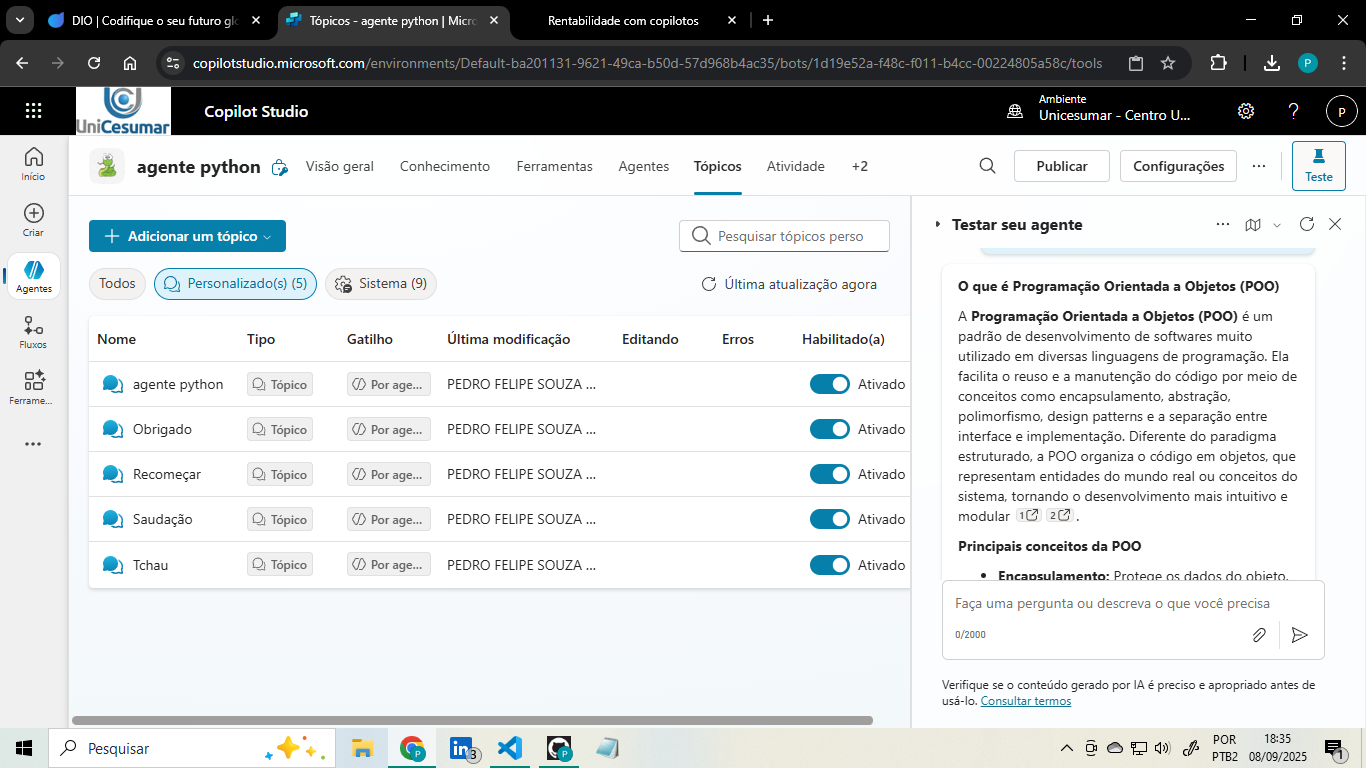 DIO | Codifique o seu futuro glo
Tópicos - agente python | Micro
Rentabilidade com copilotos
copilotstudio.microsoft.com/environments/Default-ba201131-9621-49ca-b50d-57d968b4ac35/bots/1d19e52a-f48c-f011-b4cc-00224805a58c/tools
P
UniCesumar
Copilot Studio
Ambiente
Unicesumar - Centro U...
?
P
Início
Criar
Agentes
Fluxos
Ferrame...
agente python
Visão geral
Conhecimento
Ferramentas
Agentes
Tópicos
Atividade
+2
Publicar
Configurações
Teste
Adicionar um tópico
Pesquisar tópicos perso
Todos
Personalizado(s) (5)
Sistema (9)
Última atualização agora
Nome Tipo Gatilho Última modificação Editando Erros Habilitado(a)
agente python Tópico Por age... PEDRO FELIPE SOUZA ... Ativado
Obrigado Tópico Por age... PEDRO FELIPE SOUZA ... Ativado
Recomeçar Tópico Por age... PEDRO FELIPE SOUZA ... Ativado
Saudação Tópico Por age... PEDRO FELIPE SOUZA ... Ativado
Tchau Tópico Por age... PEDRO FELIPE SOUZA ... Ativado
Testar seu agente
O que é Programação Orientada a Objetos (POO)
A Programação Orientada a Objetos (POO) é um
padrão de desenvolvimento de softwares muito
utilizado em diversas linguagens de programação. Ela
facilita o reuso e a manutenção do código por meio de
conceitos como encapsulamento, abstração,
polimorfismo, design patterns e a separação entre
interface e implementação. Diferente do paradigma
estruturado, a POO organiza o código em objetos, que
representam entidades do mundo real ou conceitos do
sistema, tornando o desenvolvimento mais intuitivo e
modular 1 2 .
Principais conceitos da POO
• Encapsulamento: Protege os dados do objeto,
Faça uma pergunta ou descreva o que você precisa
0/2000
Verifique se o conteúdo gerado por IA é preciso e apropriado antes de
usá-lo. Consultar termos
Pesquisar
P
3
P
POR
PTB2
18:35
08/09/2025
1